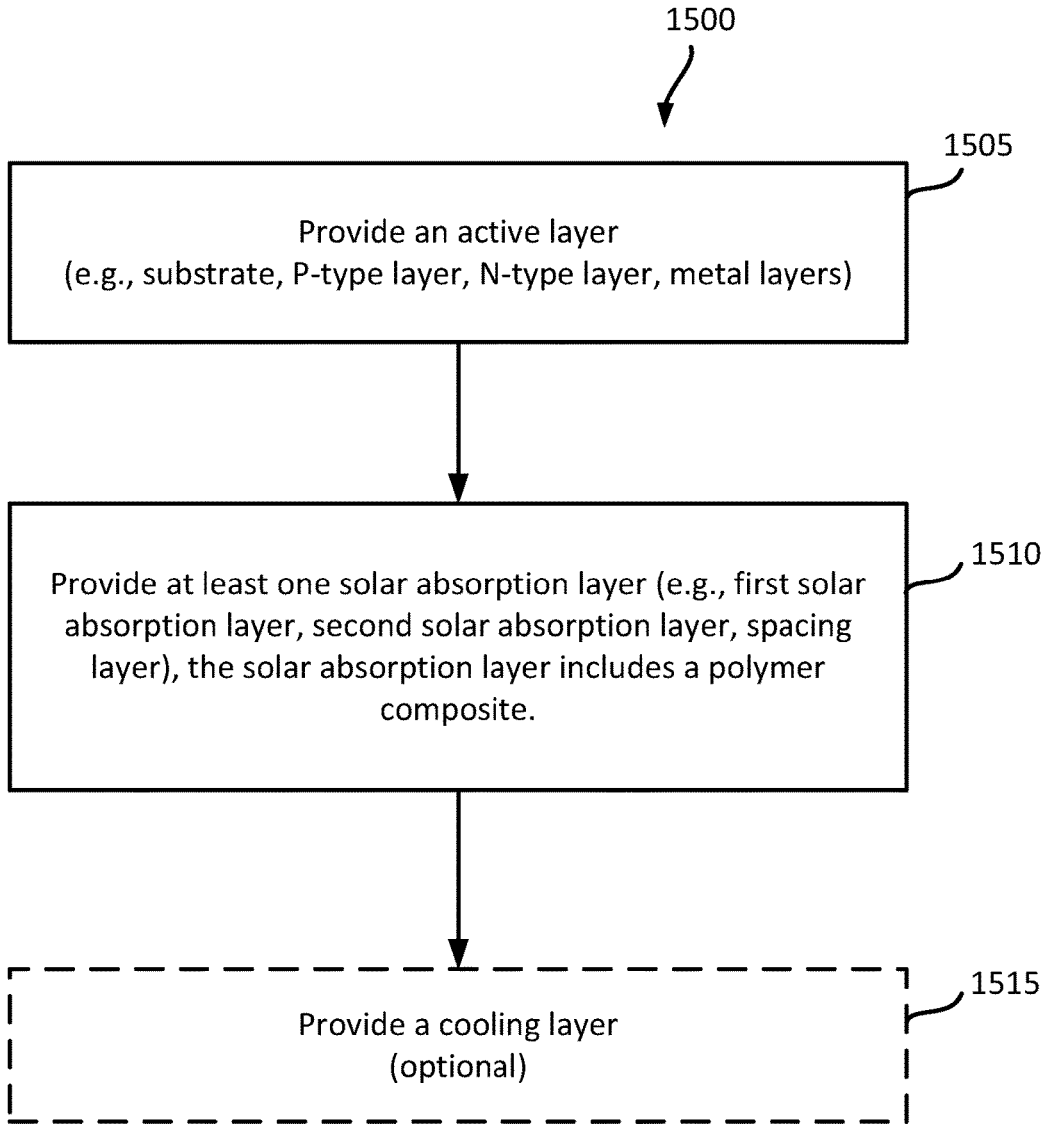 1500
1505
Provide an active layer
(e.g., substrate, P-type layer, N-type layer, metal layers)
1510
Provide at least one solar absorption layer (e.g., first solar
absorption layer, second solar absorption layer, spacing
layer), the solar absorption layer includes a polymer
composite.
1515
Provide a cooling layer
(optional)